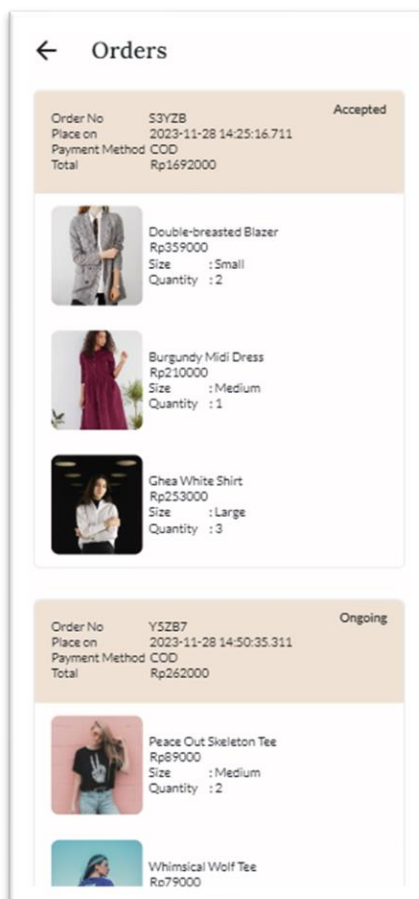 Orders
Accepted
Order No S3YZB
Place on 2023-11-28 14:25:16.711
Payment Method COD
Total Rp1692000
Double-breasted Blazer
Rp359000
Size : Small
Quantity : 2
Burgundy Midi Dress
Rp210000
Size : Medium
Quantity : 1
Ghea White Shirt
Rp253000
Size : Large
Quantity : 3
Ongoing
Order No Y5ZB7
Place on 2023-11-28 14:50:35.311
Payment Method COD
Total Rp262000
Peace Out Skeleton Tee
Rp89000
Size : Medium
Quantity : 2
Whimsical Wolf Tee
Rp79000